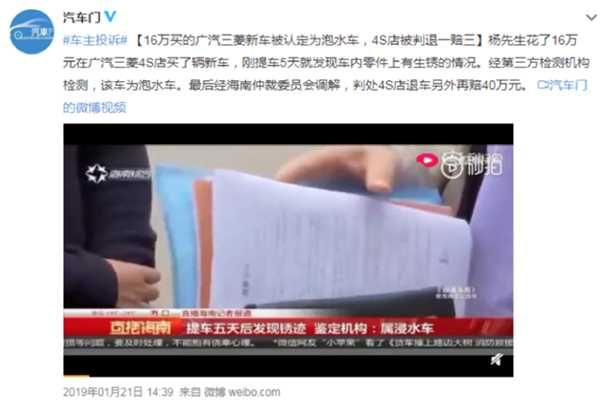 汽车门
#车主投诉# 【16万买的广汽三菱新车被认定为泡水车，4S店被判退一赔三】杨先生花了16万
元在广汽三菱4S店买了辆新车，刚提车5天就发现车内零件上有生锈的情况。经第三方检测机构
检测，该车为泡水车。最后经海南仲裁委员会调解，判处4S店退车另外再赔40万元。 汽车门
的微博视频
秒拍
直播海南记者报道
直播海南
提车五天后发现锈迹 鉴定机构：属浸水车
2019年01月21日 14:39 来自 微博 weibo.com